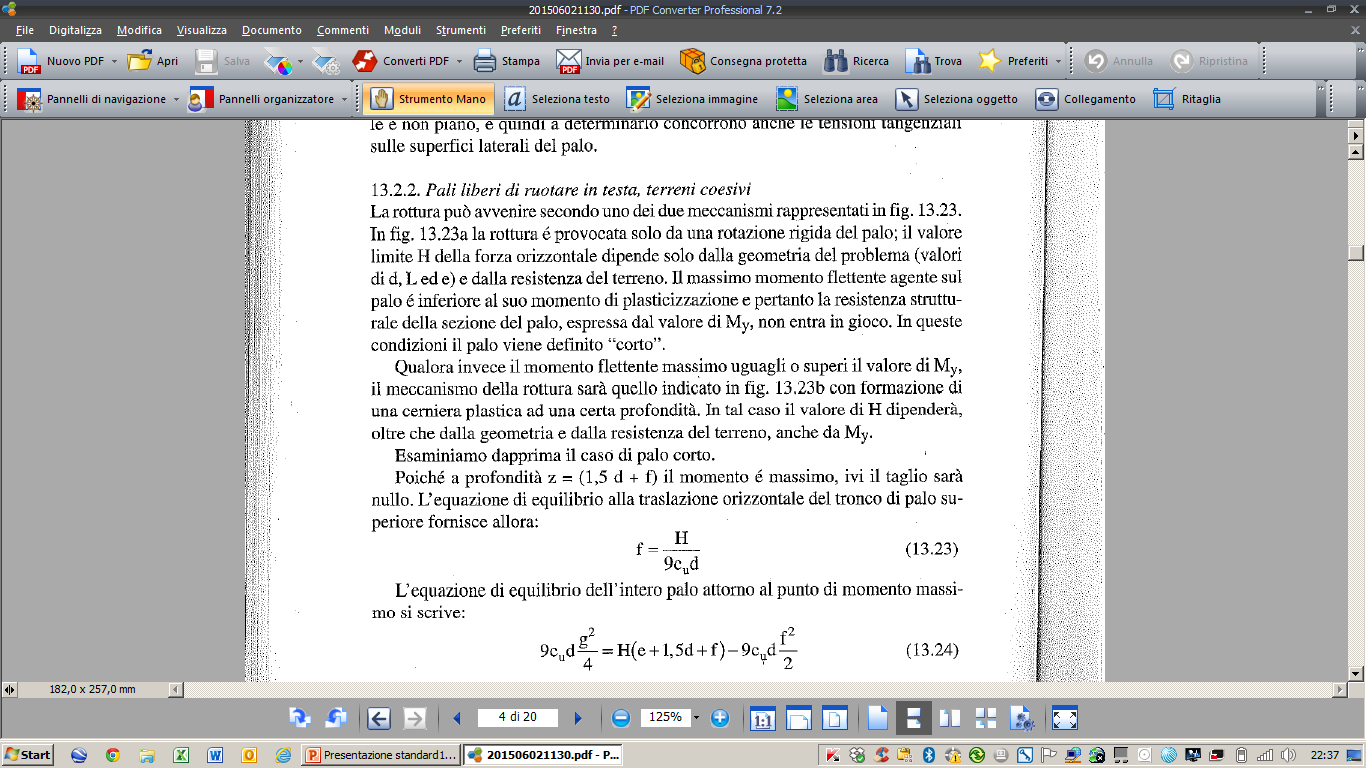 201506021130.pdf - PDF Converter Professional 7.2
File Digitalizza Modifica Visualizza Documento Commenti Moduli Strumenti Preferiti Finestra ?
Nuovo PDF Apri Salva Converti PDF Stampa Invia per e-mail Consegna protetta Ricerca Trova Preferiti Annulla Ripristina
Pannelli di navigazione Pannelli organizzatore Strumento Mano Seleziona testo Seleziona immagine Seleziona area Seleziona oggetto Collegamento Ritaglia
le e non piano, e quindi a determinarlo concorrono anche le tensioni tangenziali
sulle superfici laterali del palo.
13.2.2. Pali liberi di ruotare in testa, terreni coesivi
La rottura può avvenire secondo uno dei due meccanismi rappresentati in fig. 13.23.
In fig. 13.23a la rottura é provocata solo da una rotazione rigida del palo; il valore
limite H della forza orizzontale dipende solo dalla geometria del problema (valori
di d, L ed e) e dalla resistenza del terreno. Il massimo momento flettente agente sul
palo é inferiore al suo momento di plasticizzazione e pertanto la resistenza struttu-
rale della sezione del palo, espressa dal valore di My, non entra in gioco. In queste
condizioni il palo viene definito “corto”.
Qualora invece il momento flettente massimo uguagli o superi il valore di My,
il meccanismo della rottura sarà quello indicato in fig. 13.23b con formazione di
una cerniera plastica ad una certa profondità. In tal caso il valore di H dipenderà,
oltre che dalla geometria e dalla resistenza del terreno, anche da My.
Esaminiamo dapprima il caso di palo corto.
Poiché a profondità z = (1,5 d + f) il momento é massimo, ivi il taglio sarà
nullo. L'equazione di equilibrio alla traslazione orizzontale del tronco di palo su-
periore fornisce allora:
f = H / 9cud (13.23)
L'equazione di equilibrio dell'intero palo attorno al punto di momento massi-
mo si scrive:
9cud g²/4 = H(e + 1,5d + f) – 9cud f²/2 (13.24)
182,0 x 257,0 mm
4 di 20 125% 1:1
Start Presentazione standard1... 201506021130.pdf - P... 22:37